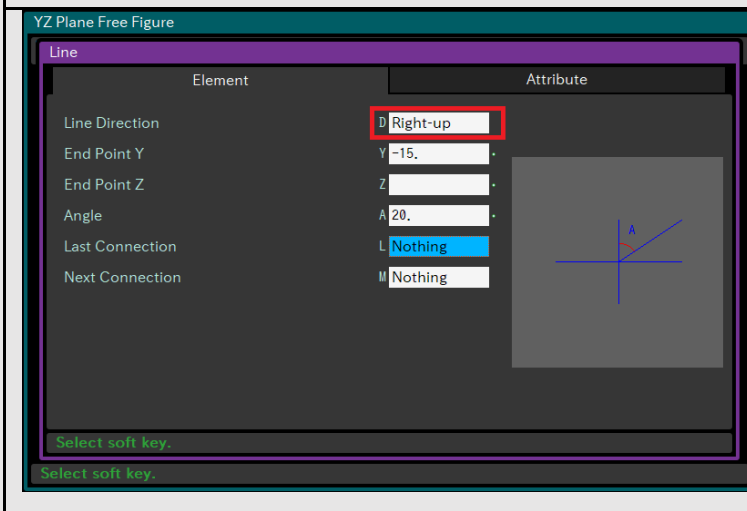 YZ Plane Free Figure
Line
Element Attribute
Line Direction D Right-up
End Point Y Y -15.
End Point Z Z
Angle A 20.
Last Connection L Nothing
Next Connection M Nothing
A
Select soft key.
Select soft key.